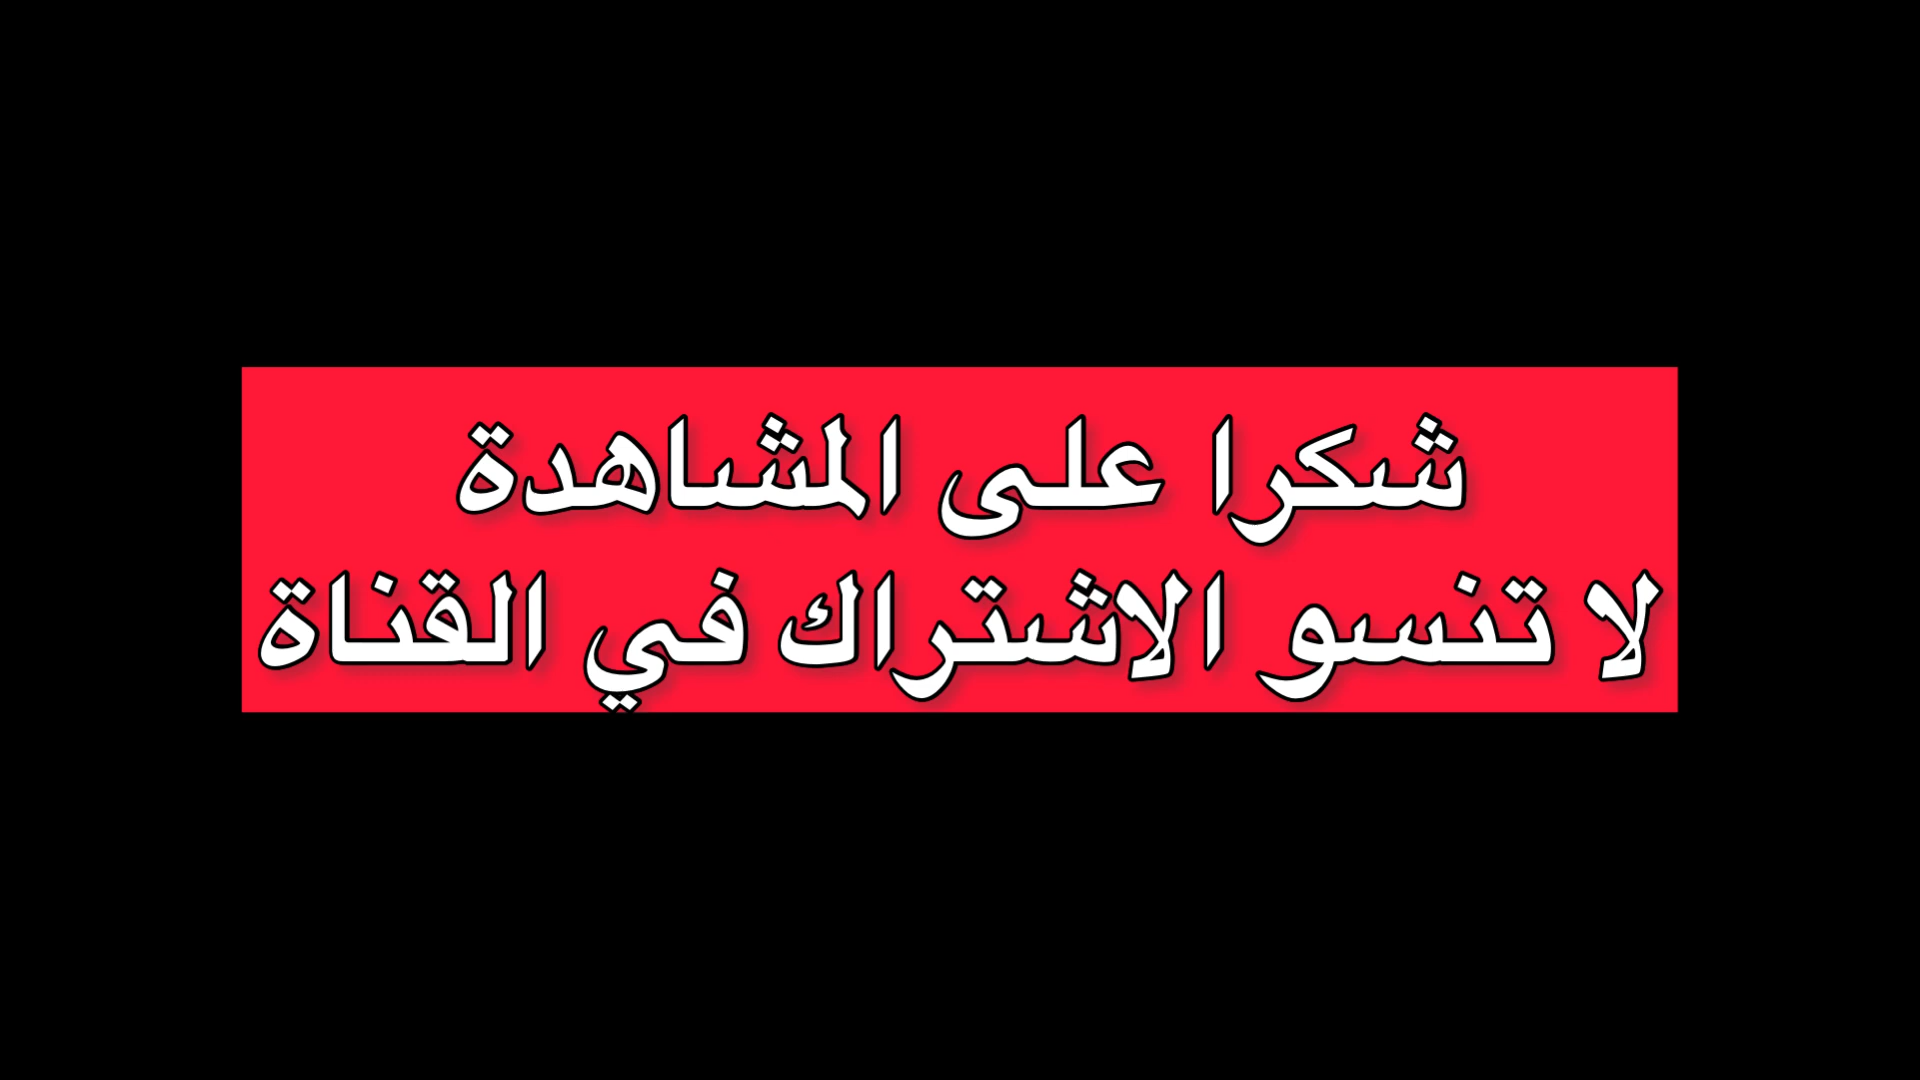 شكرا على المشاهدة
لا تنسو الاشتراك في القناة